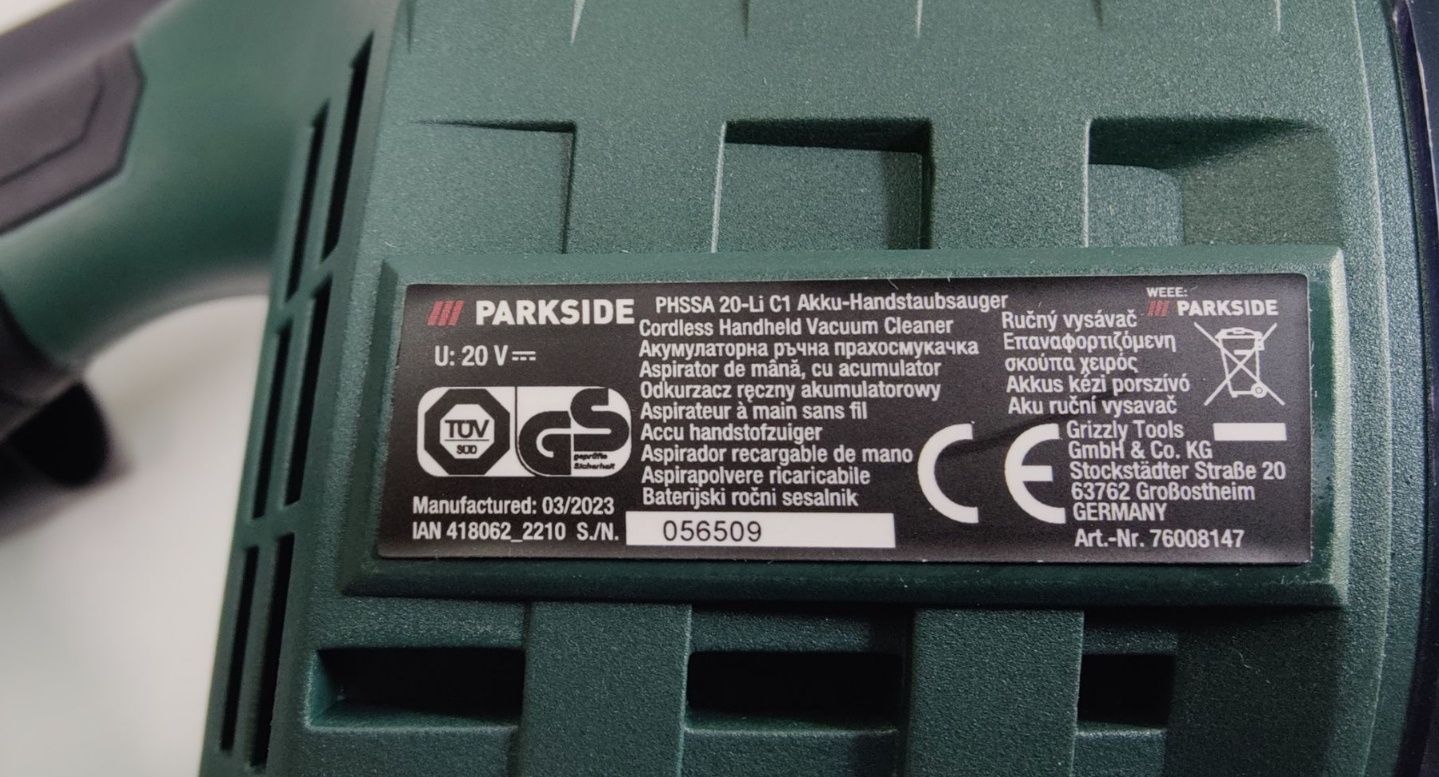 PARKSIDE
U: 20 V
TÜV
SÜD
GS
geprüfte
Sicherheit
Manufactured: 03/2023
IAN 418062_2210 S./N.
056509
PHSSA 20-Li C1 Akku-Handstaubsauger
Cordless Handheld Vacuum Cleaner
Акумулаторна ръчна прахосмукачка
Aspirator de mână, cu acumulator
Odkurzacz ręczny akumulatorowy
Aspirateur à main sans fil
Accu handstofzuiger
Aspirador recargable de mano
Aspirapolvere ricaricabile
Baterijski ročni sesalnik
Ručný vysávač
Επαναφορτιζόμενη
σκούπα χειρός
Akkus kézi porszívó
Aku ruční vysavač
WEEE:
PARKSIDE
CE
Grizzly Tools
GmbH & Co. KG
Stockstädter Straße 20
63762 Großostheim
GERMANY
Art.-Nr. 76008147